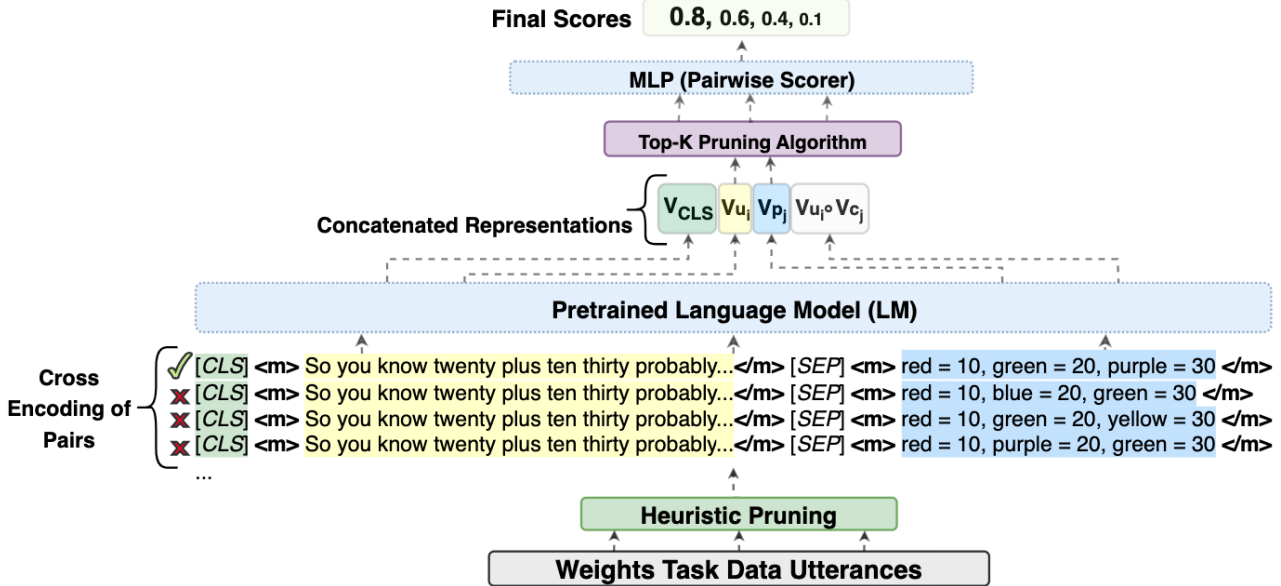 Final Scores 0.8, 0.6, 0.4, 0.1
MLP (Pairwise Scorer)
Top-K Pruning Algorithm
Concatenated Representations V_CLS Vu_i Vp_j Vu_i∘Vc_j
Pretrained Language Model (LM)
Cross Encoding of Pairs
[CLS] <m> So you know twenty plus ten thirty probably...</m> [SEP] <m> red = 10, green = 20, purple = 30 </m>
[CLS] <m> So you know twenty plus ten thirty probably...</m> [SEP] <m> red = 10, blue = 20, green = 30 </m>
[CLS] <m> So you know twenty plus ten thirty probably...</m> [SEP] <m> red = 10, green = 20, yellow = 30 </m>
[CLS] <m> So you know twenty plus ten thirty probably...</m> [SEP] <m> red = 10, purple = 20, green = 30 </m>
...
Heuristic Pruning
Weights Task Data Utterances